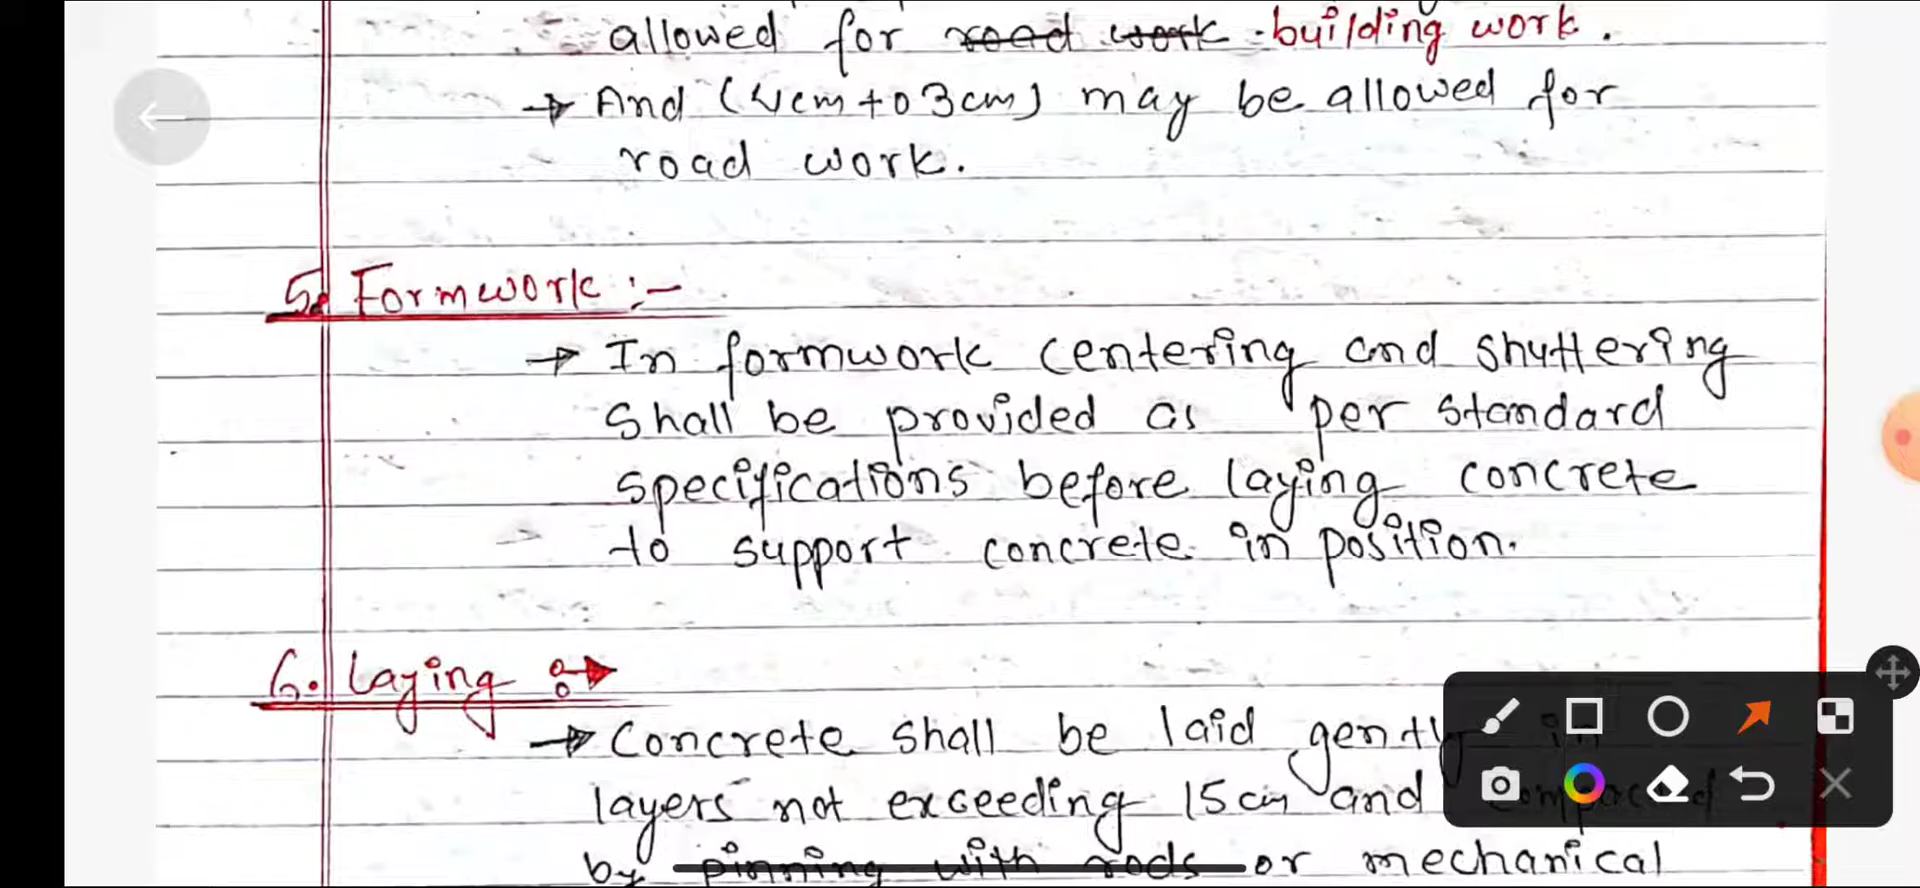 allowed for road work building work.
→ And (4cm to 3cm) may be allowed for
road work.
5. Formwork :-
→ In formwork centering and shuttering
shall be provided as per standard
specifications before laying concrete
to support concrete in position.
6. Laying :→
→ Concrete shall be laid gently in
layers not exceeding 15cm and compacted
by pinning with rods or mechanical